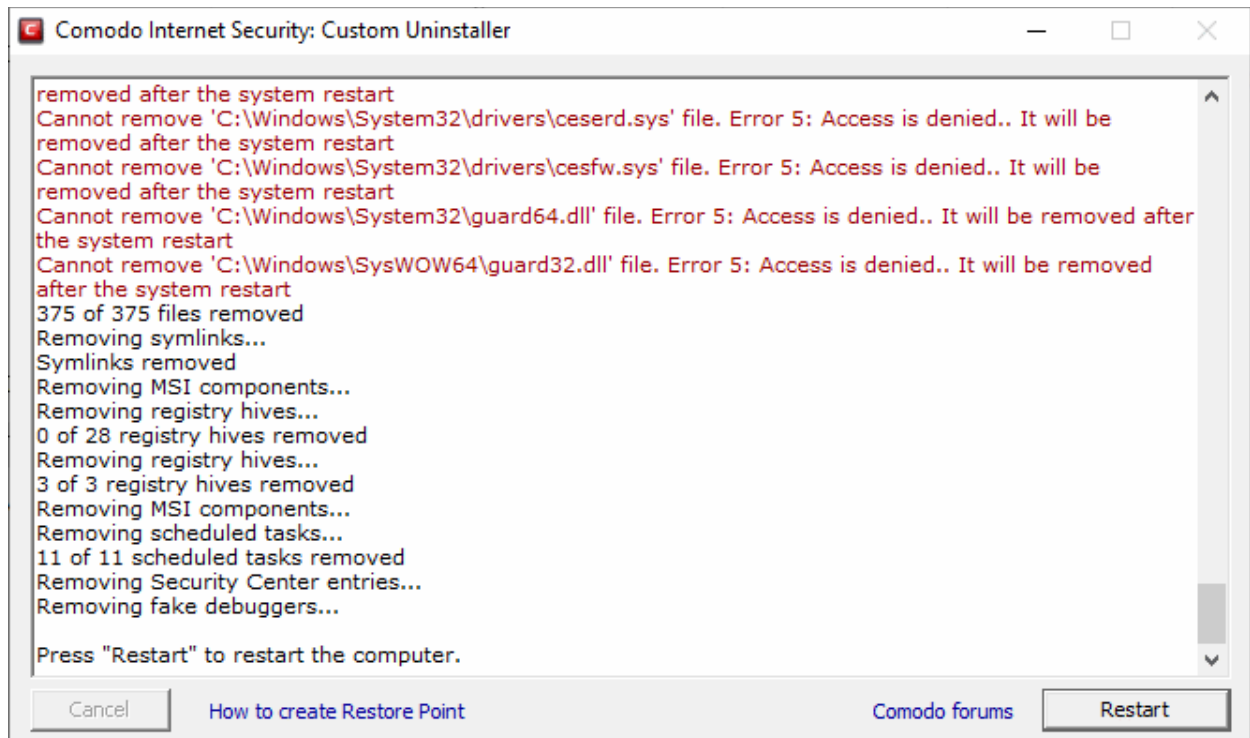 Comodo Internet Security: Custom Uninstaller
removed after the system restart
Cannot remove 'C:\Windows\System32\drivers\ceserd.sys' file. Error 5: Access is denied.. It will be
removed after the system restart
Cannot remove 'C:\Windows\System32\drivers\cesfw.sys' file. Error 5: Access is denied.. It will be
removed after the system restart
Cannot remove 'C:\Windows\System32\guard64.dll' file. Error 5: Access is denied.. It will be removed after
the system restart
Cannot remove 'C:\Windows\SysWOW64\guard32.dll' file. Error 5: Access is denied.. It will be removed
after the system restart
375 of 375 files removed
Removing symlinks...
Symlinks removed
Removing MSI components...
Removing registry hives...
0 of 28 registry hives removed
Removing registry hives...
3 of 3 registry hives removed
Removing MSI components...
Removing scheduled tasks...
11 of 11 scheduled tasks removed
Removing Security Center entries...
Removing fake debuggers...
Press "Restart" to restart the computer.
Cancel How to create Restore Point Comodo forums Restart